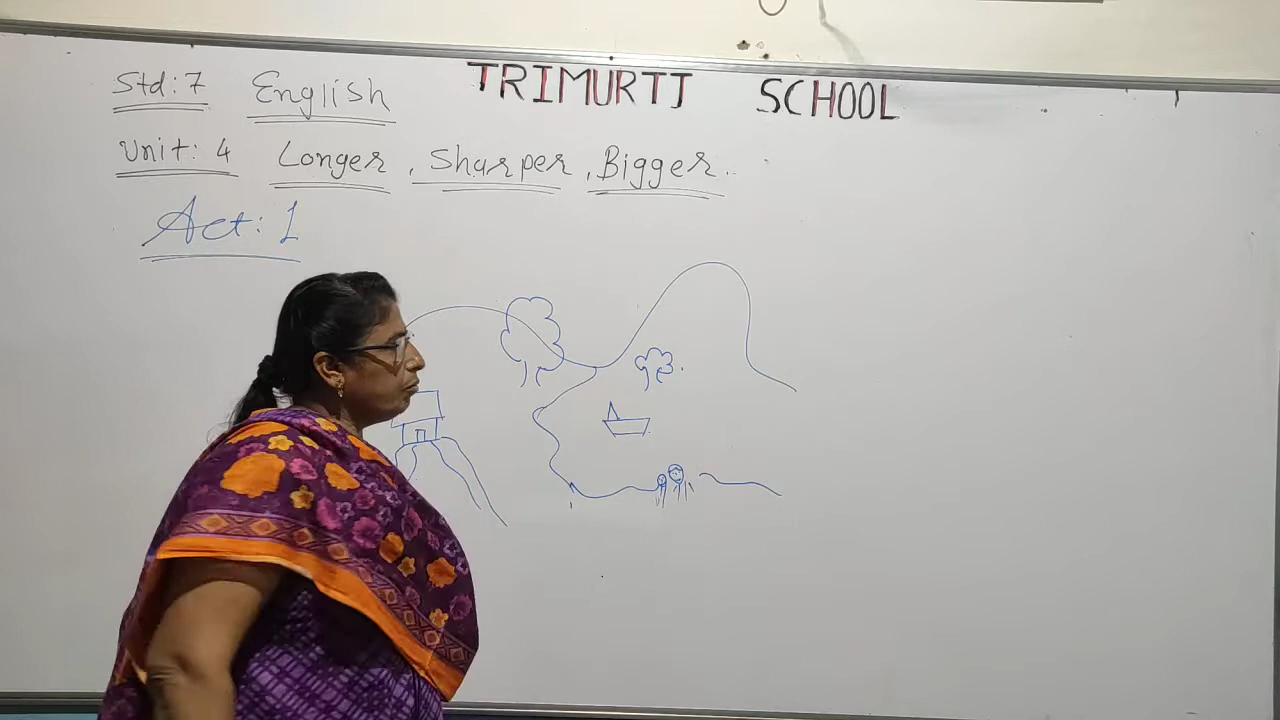 TRIMURTI SCHOOL
Std: 7 English
Unit: 4 Longer, Sharper, Bigger..
Act: 1